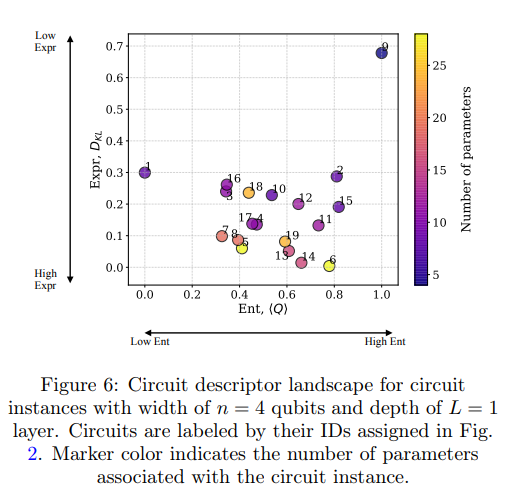 Low
Expr
High
Expr
Expr, D_KL
0.7
0.6
0.5
0.4
0.3
0.2
0.1
0.0
9
1
2
16
3
18
10
12
15
17
4
11
7
8
5
19
13
14
6
0.0 0.2 0.4 0.6 0.8 1.0
Ent, ⟨Q⟩
Low Ent High Ent
25
20
15
10
5
Number of parameters
Figure 6: Circuit descriptor landscape for circuit
instances with width of n = 4 qubits and depth of L = 1
layer. Circuits are labeled by their IDs assigned in Fig.
2. Marker color indicates the number of parameters
associated with the circuit instance.